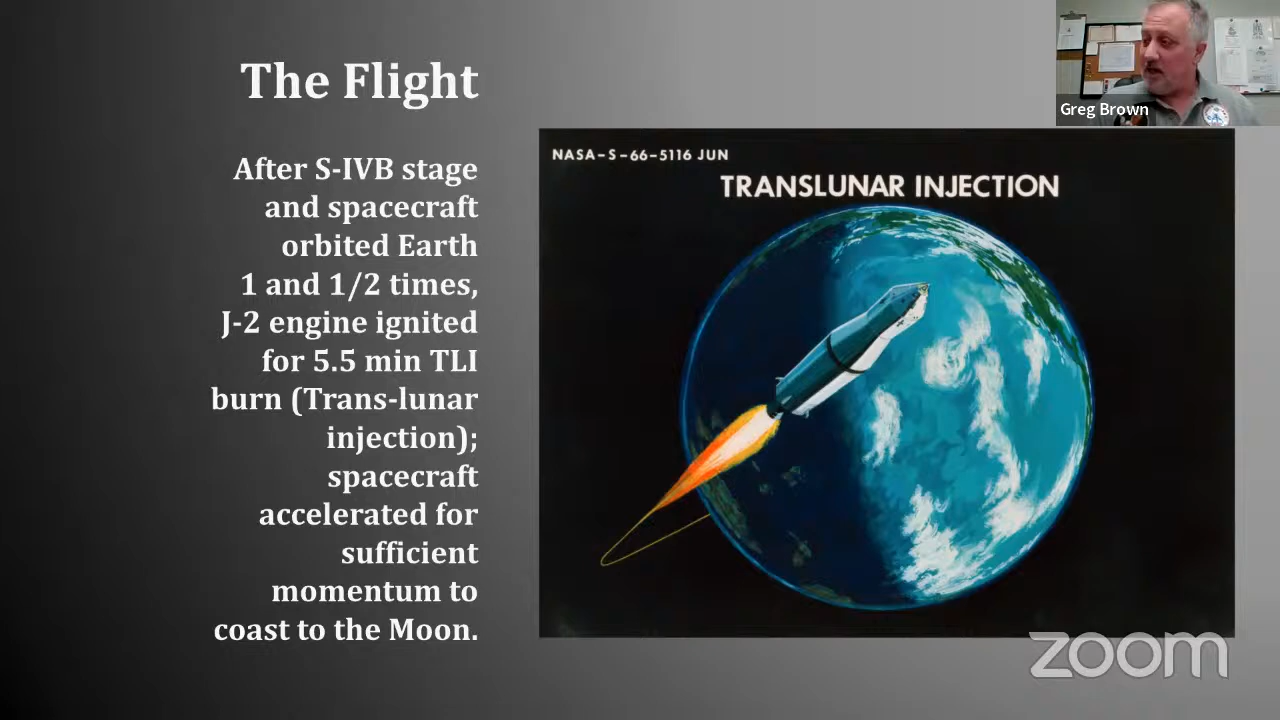 The Flight
After S-IVB stage
and spacecraft
orbited Earth
1 and 1/2 times,
J-2 engine ignited
for 5.5 min TLI
burn (Trans-lunar
injection);
spacecraft
accelerated for
sufficient
momentum to
coast to the Moon.
NASA-S-66-5116 JUN
TRANSLUNAR INJECTION
Greg Brown
zoom